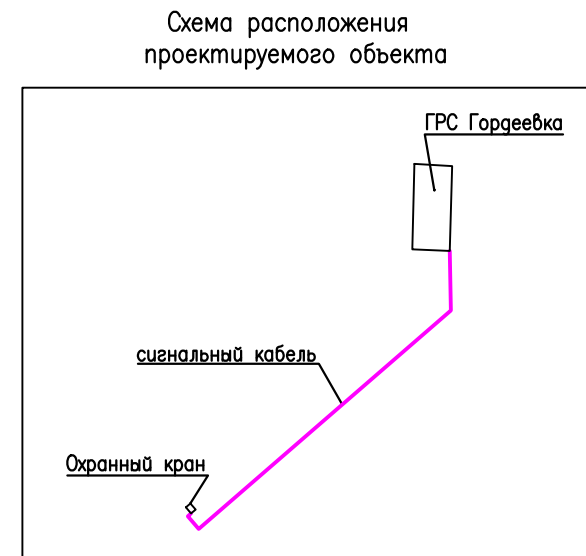 Схема расположения
проектируемого объекта
ГРС Гордеевка
сигнальный кабель
Охранный кран